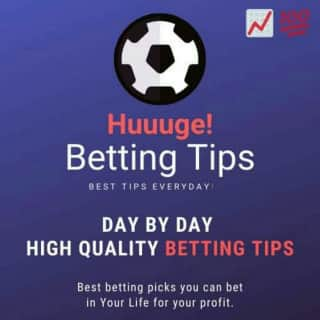 Huuuge!
Betting Tips
BEST TIPS EVERYDAY!
DAY BY DAY
HIGH QUALITY BETTING TIPS
Best betting picks you can bet
in Your Life for your profit.